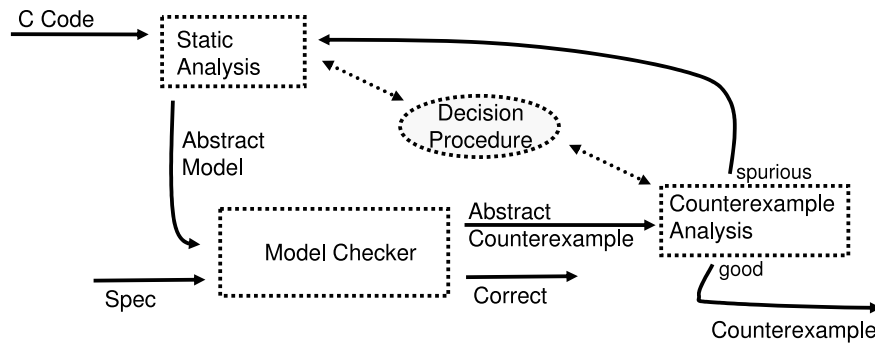 C Code
Static
Analysis
Decision
Procedure
Abstract
Model
spurious
Counterexample
Analysis
Abstract
Counterexample
Model Checker
good
Spec
Correct
Counterexample